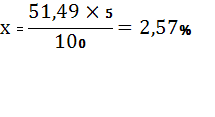 x = 51,49 × 5 / 100 = 2,57%